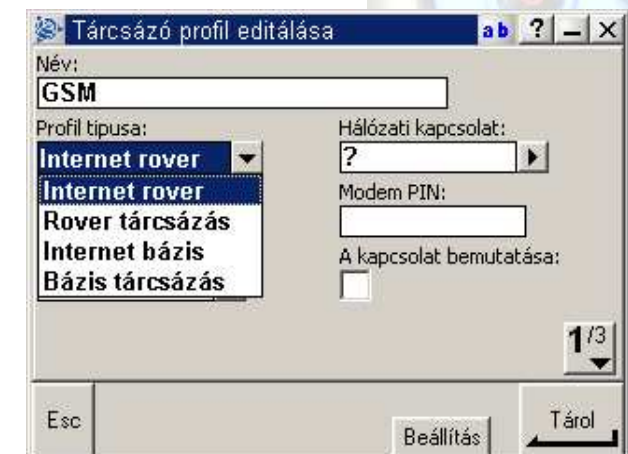 Tárcsázó profil editálása ab ? – X
Név:
GSM
Profil tipusa:
Hálózati kapcsolat:
Internet rover
?
Internet rover
Modem PIN:
Rover tárcsázás
Internet bázis
A kapcsolat bemutatása:
Bázis tárcsázás
1/3
Esc
Beállítás
Tárol